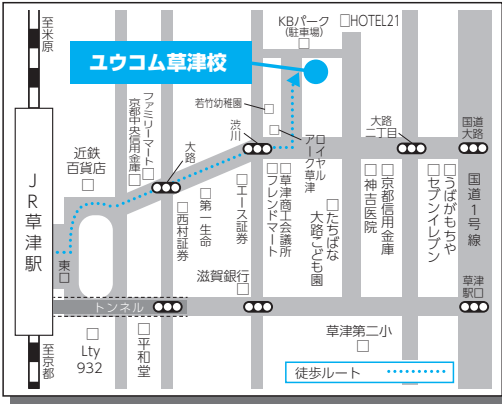 至米原
KBパーク
(駐車場)
HOTEL21
ユウコム草津校
若竹幼稚園
ロイヤル
アーク草津
渋川
大路
ファミリーマート
京都中央信用金庫
近鉄
百貨店
大路
二丁目
国道
大路
JR草津駅
東口
西村証券
第一生命
エース証券
草津商工会議所
フレンドマート
たちばな
大路こども園
京都信用金庫
神吉医院
うばがもちや
セブンイレブン
国道1号線
滋賀銀行
草津
駅口
トンネル
至京都
Lty
932
平和堂
草津第二小
徒歩ルート